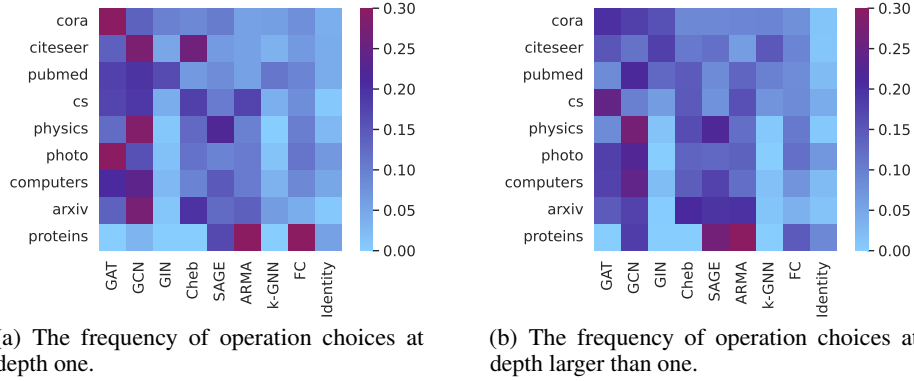 cora
citeseer
pubmed
cs
physics
photo
computers
arxiv
proteins
GAT
GCN
GIN
Cheb
SAGE
ARMA
k-GNN
FC
Identity
0.30
0.25
0.20
0.15
0.10
0.05
0.00
(a) The frequency of operation choices at
depth one.
cora
citeseer
pubmed
cs
physics
photo
computers
arxiv
proteins
GAT
GCN
GIN
Cheb
SAGE
ARMA
k-GNN
FC
Identity
0.30
0.25
0.20
0.15
0.10
0.05
0.00
(b) The frequency of operation choices at
depth larger than one.